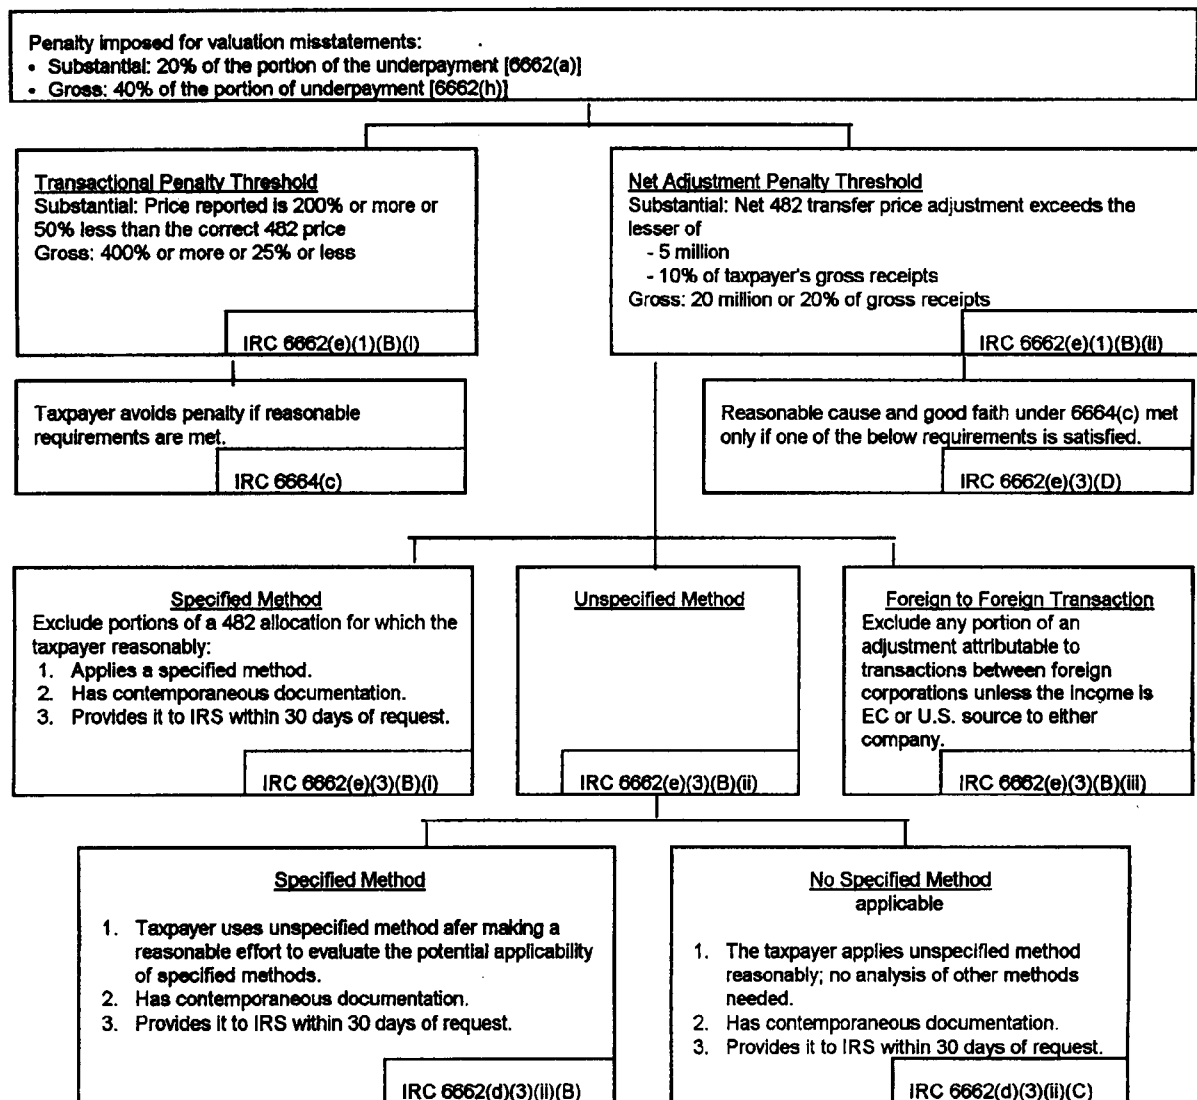 Penalty imposed for valuation misstatements:
• Substantial: 20% of the portion of the underpayment [6662(a)]
• Gross: 40% of the portion of underpayment [6662(h)]
Transactional Penalty Threshold
Substantial: Price reported is 200% or more or
50% less than the correct 482 price
Gross: 400% or more or 25% or less
IRC 6662(e)(1)(B)(i)
Net Adjustment Penalty Threshold
Substantial: Net 482 transfer price adjustment exceeds the
lesser of
- 5 million
- 10% of taxpayer's gross receipts
Gross: 20 million or 20% of gross receipts
IRC 6662(e)(1)(B)(ii)
Taxpayer avoids penalty if reasonable
requirements are met.
IRC 6664(c)
Reasonable cause and good faith under 6664(c) met
only if one of the below requirements is satisfied.
IRC 6662(e)(3)(D)
Specified Method
Exclude portions of a 482 allocation for which the
taxpayer reasonably:
1. Applies a specified method.
2. Has contemporaneous documentation.
3. Provides it to IRS within 30 days of request.
IRC 6662(e)(3)(B)(i)
Unspecified Method
IRC 6662(e)(3)(B)(ii)
Foreign to Foreign Transaction
Exclude any portion of an
adjustment attributable to
transactions between foreign
corporations unless the income is
EC or U.S. source to either
company.
IRC 6662(e)(3)(B)(iii)
Specified Method
1. Taxpayer uses unspecified method afer making a
reasonable effort to evaluate the potential applicability
of specified methods.
2. Has contemporaneous documentation.
3. Provides it to IRS within 30 days of request.
IRC 6662(d)(3)(ii)(B)
No Specified Method
applicable
1. The taxpayer applies unspecified method
reasonably; no analysis of other methods
needed.
2. Has contemporaneous documentation.
3. Provides it to IRS within 30 days of request.
IRC 6662(d)(3)(ii)(C)